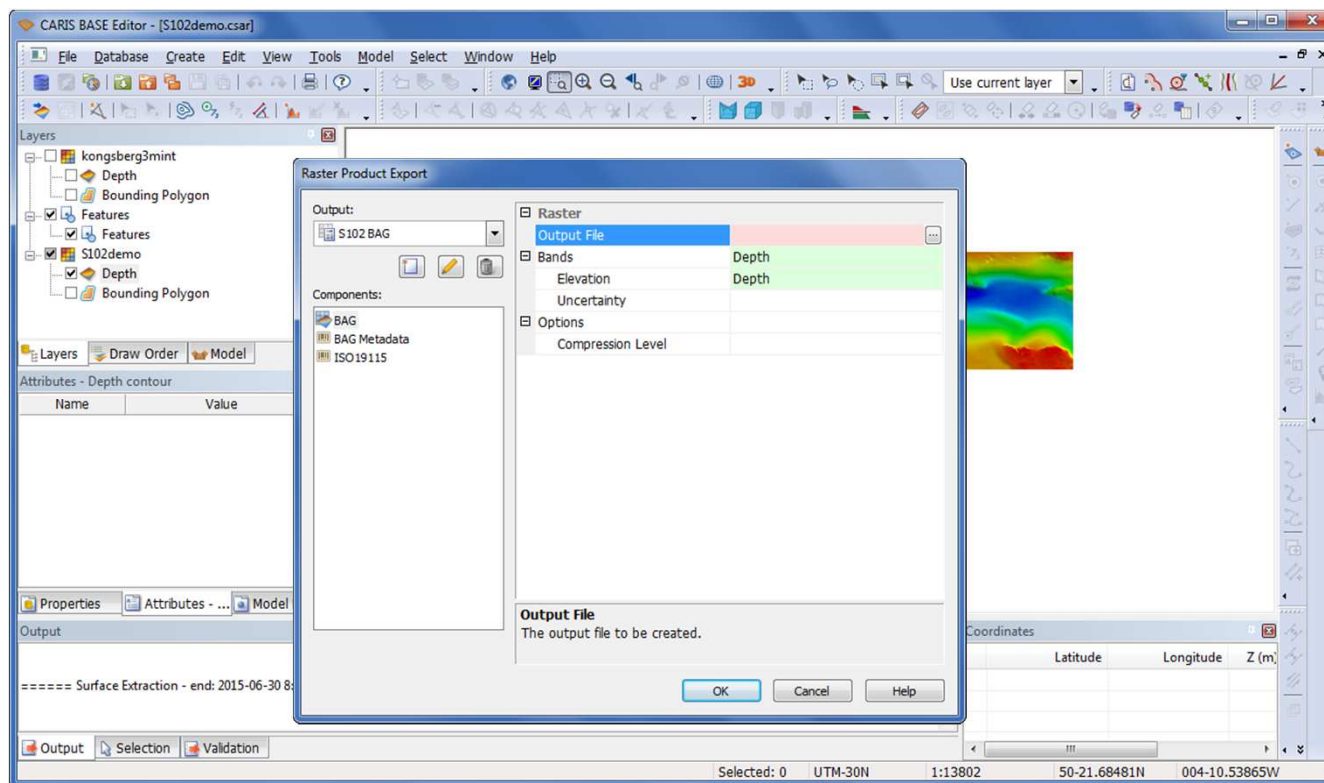 CARIS BASE Editor - [S102demo.csar]
File Database Create Edit View Tools Model Select Window Help
3D
Use current layer
Layers
kongsberg3mint
Depth
Bounding Polygon
Features
Features
S102demo
Depth
Bounding Polygon
Layers Draw Order Model
Attributes - Depth contour
Name Value
Properties Attributes - ... Model
Raster Product Export
Output:
S102 BAG
Components:
BAG
BAG Metadata
ISO19115
Raster
Output File ...
Bands Depth
Elevation Depth
Uncertainty
Options
Compression Level
Output File
The output file to be created.
OK Cancel Help
Output
====== Surface Extraction - end: 2015-06-30 8:
Output Selection Validation
Coordinates
Latitude Longitude Z (m)
Selected: 0 UTM-30N 1:13802 50-21.68481N 004-10.53865W